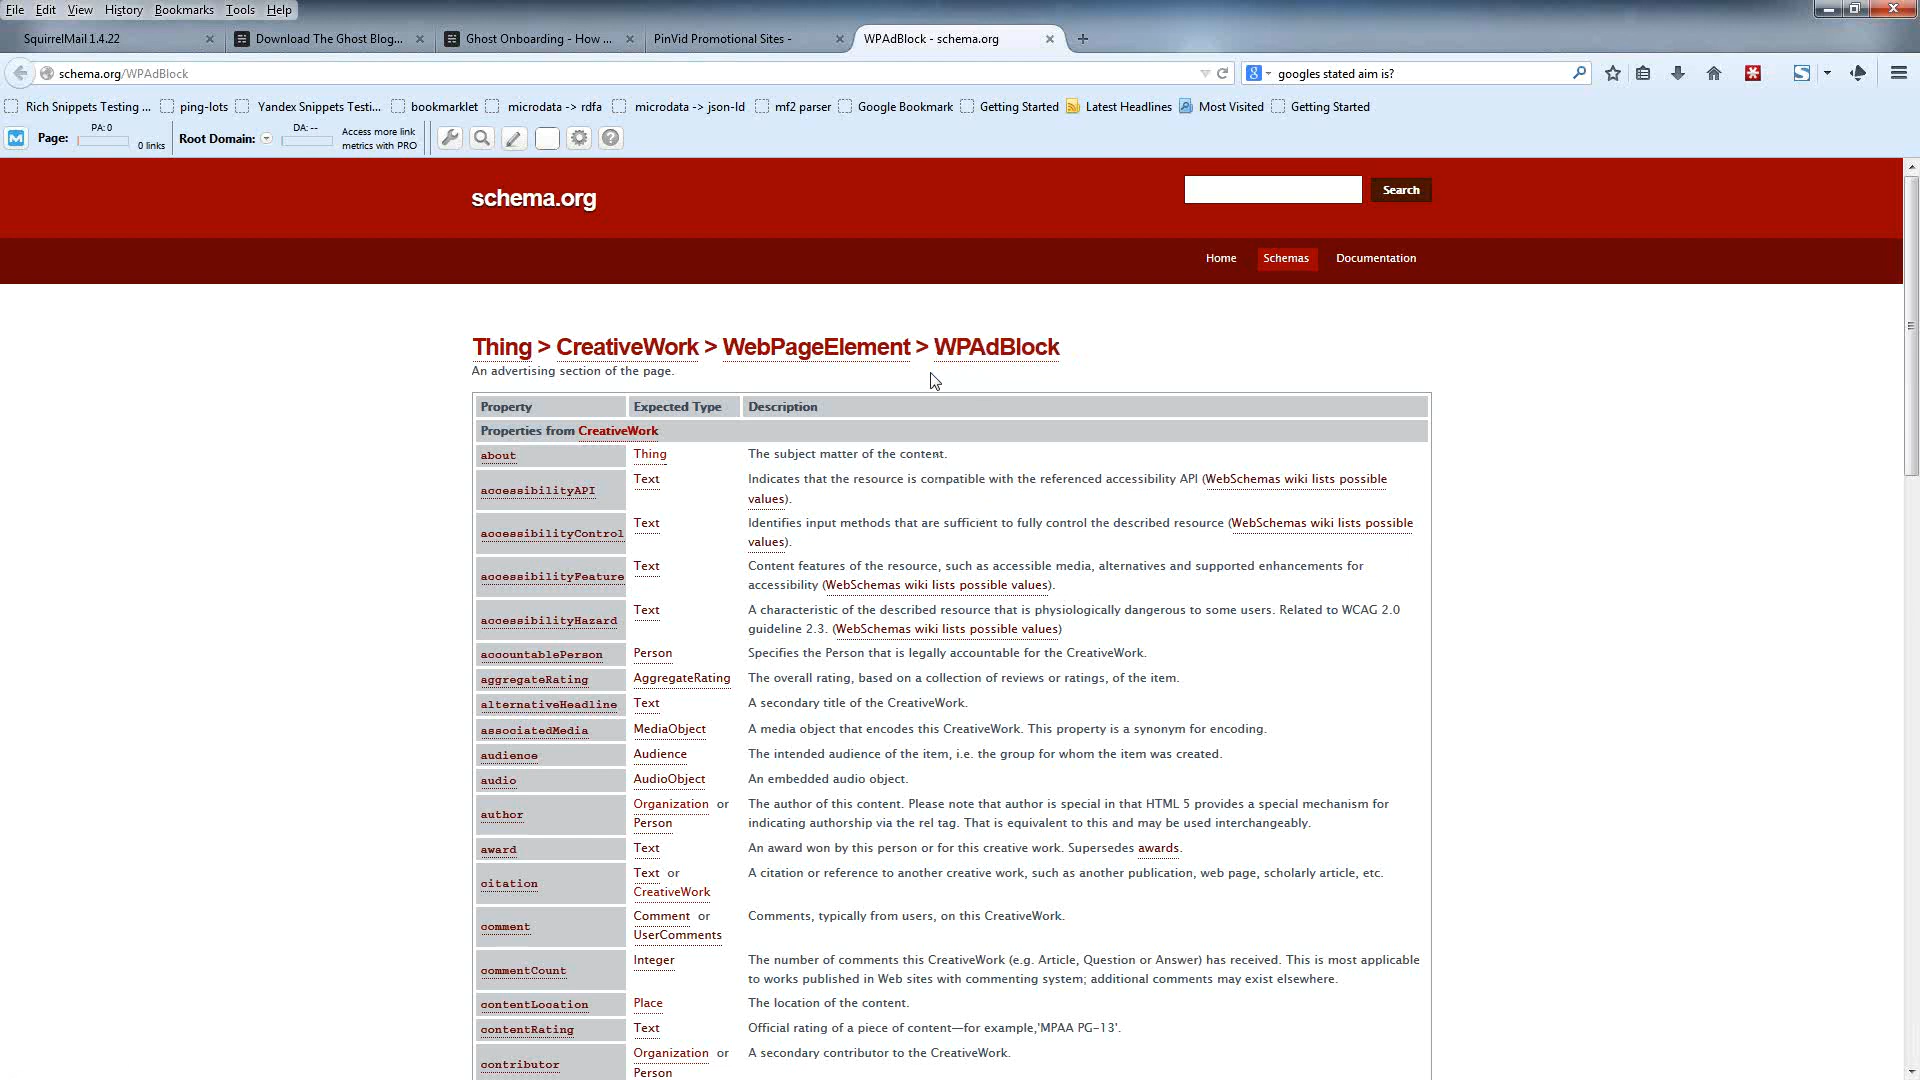 File Edit View History Bookmarks Tools Help
SquirrelMail 1.4.22
Download The Ghost Blog...
Ghost Onboarding - How ...
PinVid Promotional Sites -
WPAdBlock - schema.org
schema.org/WPAdBlock
googles stated aim is?
Rich Snippets Testing ... ping-lots Yandex Snippets Testi... bookmarklet microdata -> rdfa microdata -> json-ld mf2 parser Google Bookmark Getting Started Latest Headlines Most Visited Getting Started
Page: PA: 0 0 links Root Domain: DA: -- Access more link
metrics with PRO
schema.org
Search
Home Schemas Documentation
Thing > CreativeWork > WebPageElement > WPAdBlock
An advertising section of the page.
Property Expected Type Description
Properties from CreativeWork
about Thing The subject matter of the content.
accessibilityAPI Text Indicates that the resource is compatible with the referenced accessibility API (WebSchemas wiki lists possible
values).
accessibilityControl Text Identifies input methods that are sufficient to fully control the described resource (WebSchemas wiki lists possible
values).
accessibilityFeature Text Content features of the resource, such as accessible media, alternatives and supported enhancements for
accessibility (WebSchemas wiki lists possible values).
accessibilityHazard Text A characteristic of the described resource that is physiologically dangerous to some users. Related to WCAG 2.0
guideline 2.3. (WebSchemas wiki lists possible values)
accountablePerson Person Specifies the Person that is legally accountable for the CreativeWork.
aggregateRating AggregateRating The overall rating, based on a collection of reviews or ratings, of the item.
alternativeHeadline Text A secondary title of the CreativeWork.
associatedMedia MediaObject A media object that encodes this CreativeWork. This property is a synonym for encoding.
audience Audience The intended audience of the item, i.e. the group for whom the item was created.
audio AudioObject An embedded audio object.
author Organization or The author of this content. Please note that author is special in that HTML 5 provides a special mechanism for
Person indicating authorship via the rel tag. That is equivalent to this and may be used interchangeably.
award Text An award won by this person or for this creative work. Supersedes awards.
citation Text or A citation or reference to another creative work, such as another publication, web page, scholarly article, etc.
CreativeWork
comment Comment or Comments, typically from users, on this CreativeWork.
UserComments
commentCount Integer The number of comments this CreativeWork (e.g. Article, Question or Answer) has received. This is most applicable
to works published in Web sites with commenting system; additional comments may exist elsewhere.
contentLocation Place The location of the content.
contentRating Text Official rating of a piece of content—for example,'MPAA PG-13'.
contributor Organization or A secondary contributor to the CreativeWork.
Person